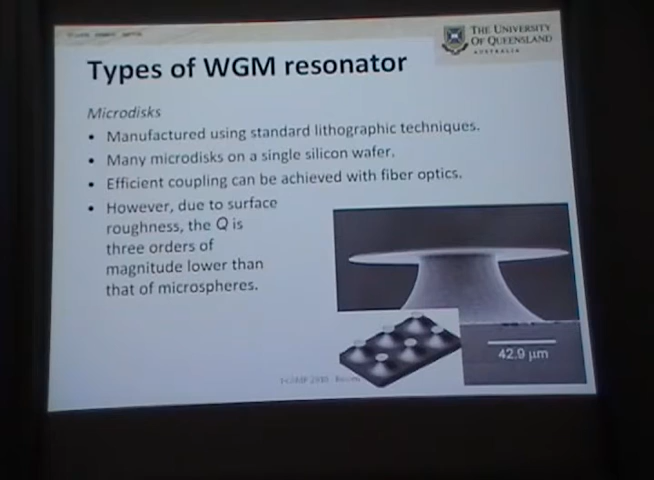 THE UNIVERSITY
OF QUEENSLAND
AUSTRALIA
Types of WGM resonator
Microdisks
• Manufactured using standard lithographic techniques.
• Many microdisks on a single silicon wafer.
• Efficient coupling can be achieved with fiber optics.
• However, due to surface
roughness, the Q is
three orders of
magnitude lower than
that of microspheres.
42.9 μm